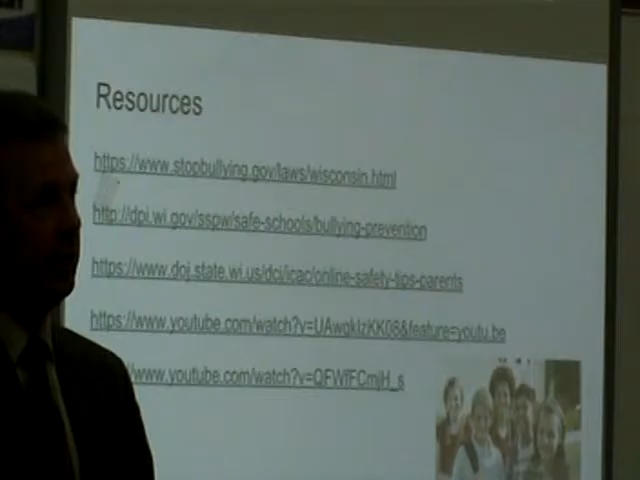 Resources
https://www.stopbullying.gov/laws/wisconsin.html
http://dpi.wi.gov/sspw/safe-schools/bullying-prevention
https://www.doj.state.wi.us/dci/icac/online-safety-tips-parents
https://www.youtube.com/watch?v=UAwqkIzKK08&feature=youtu.be
www.youtube.com/watch?v=QFWfFCmjH_s